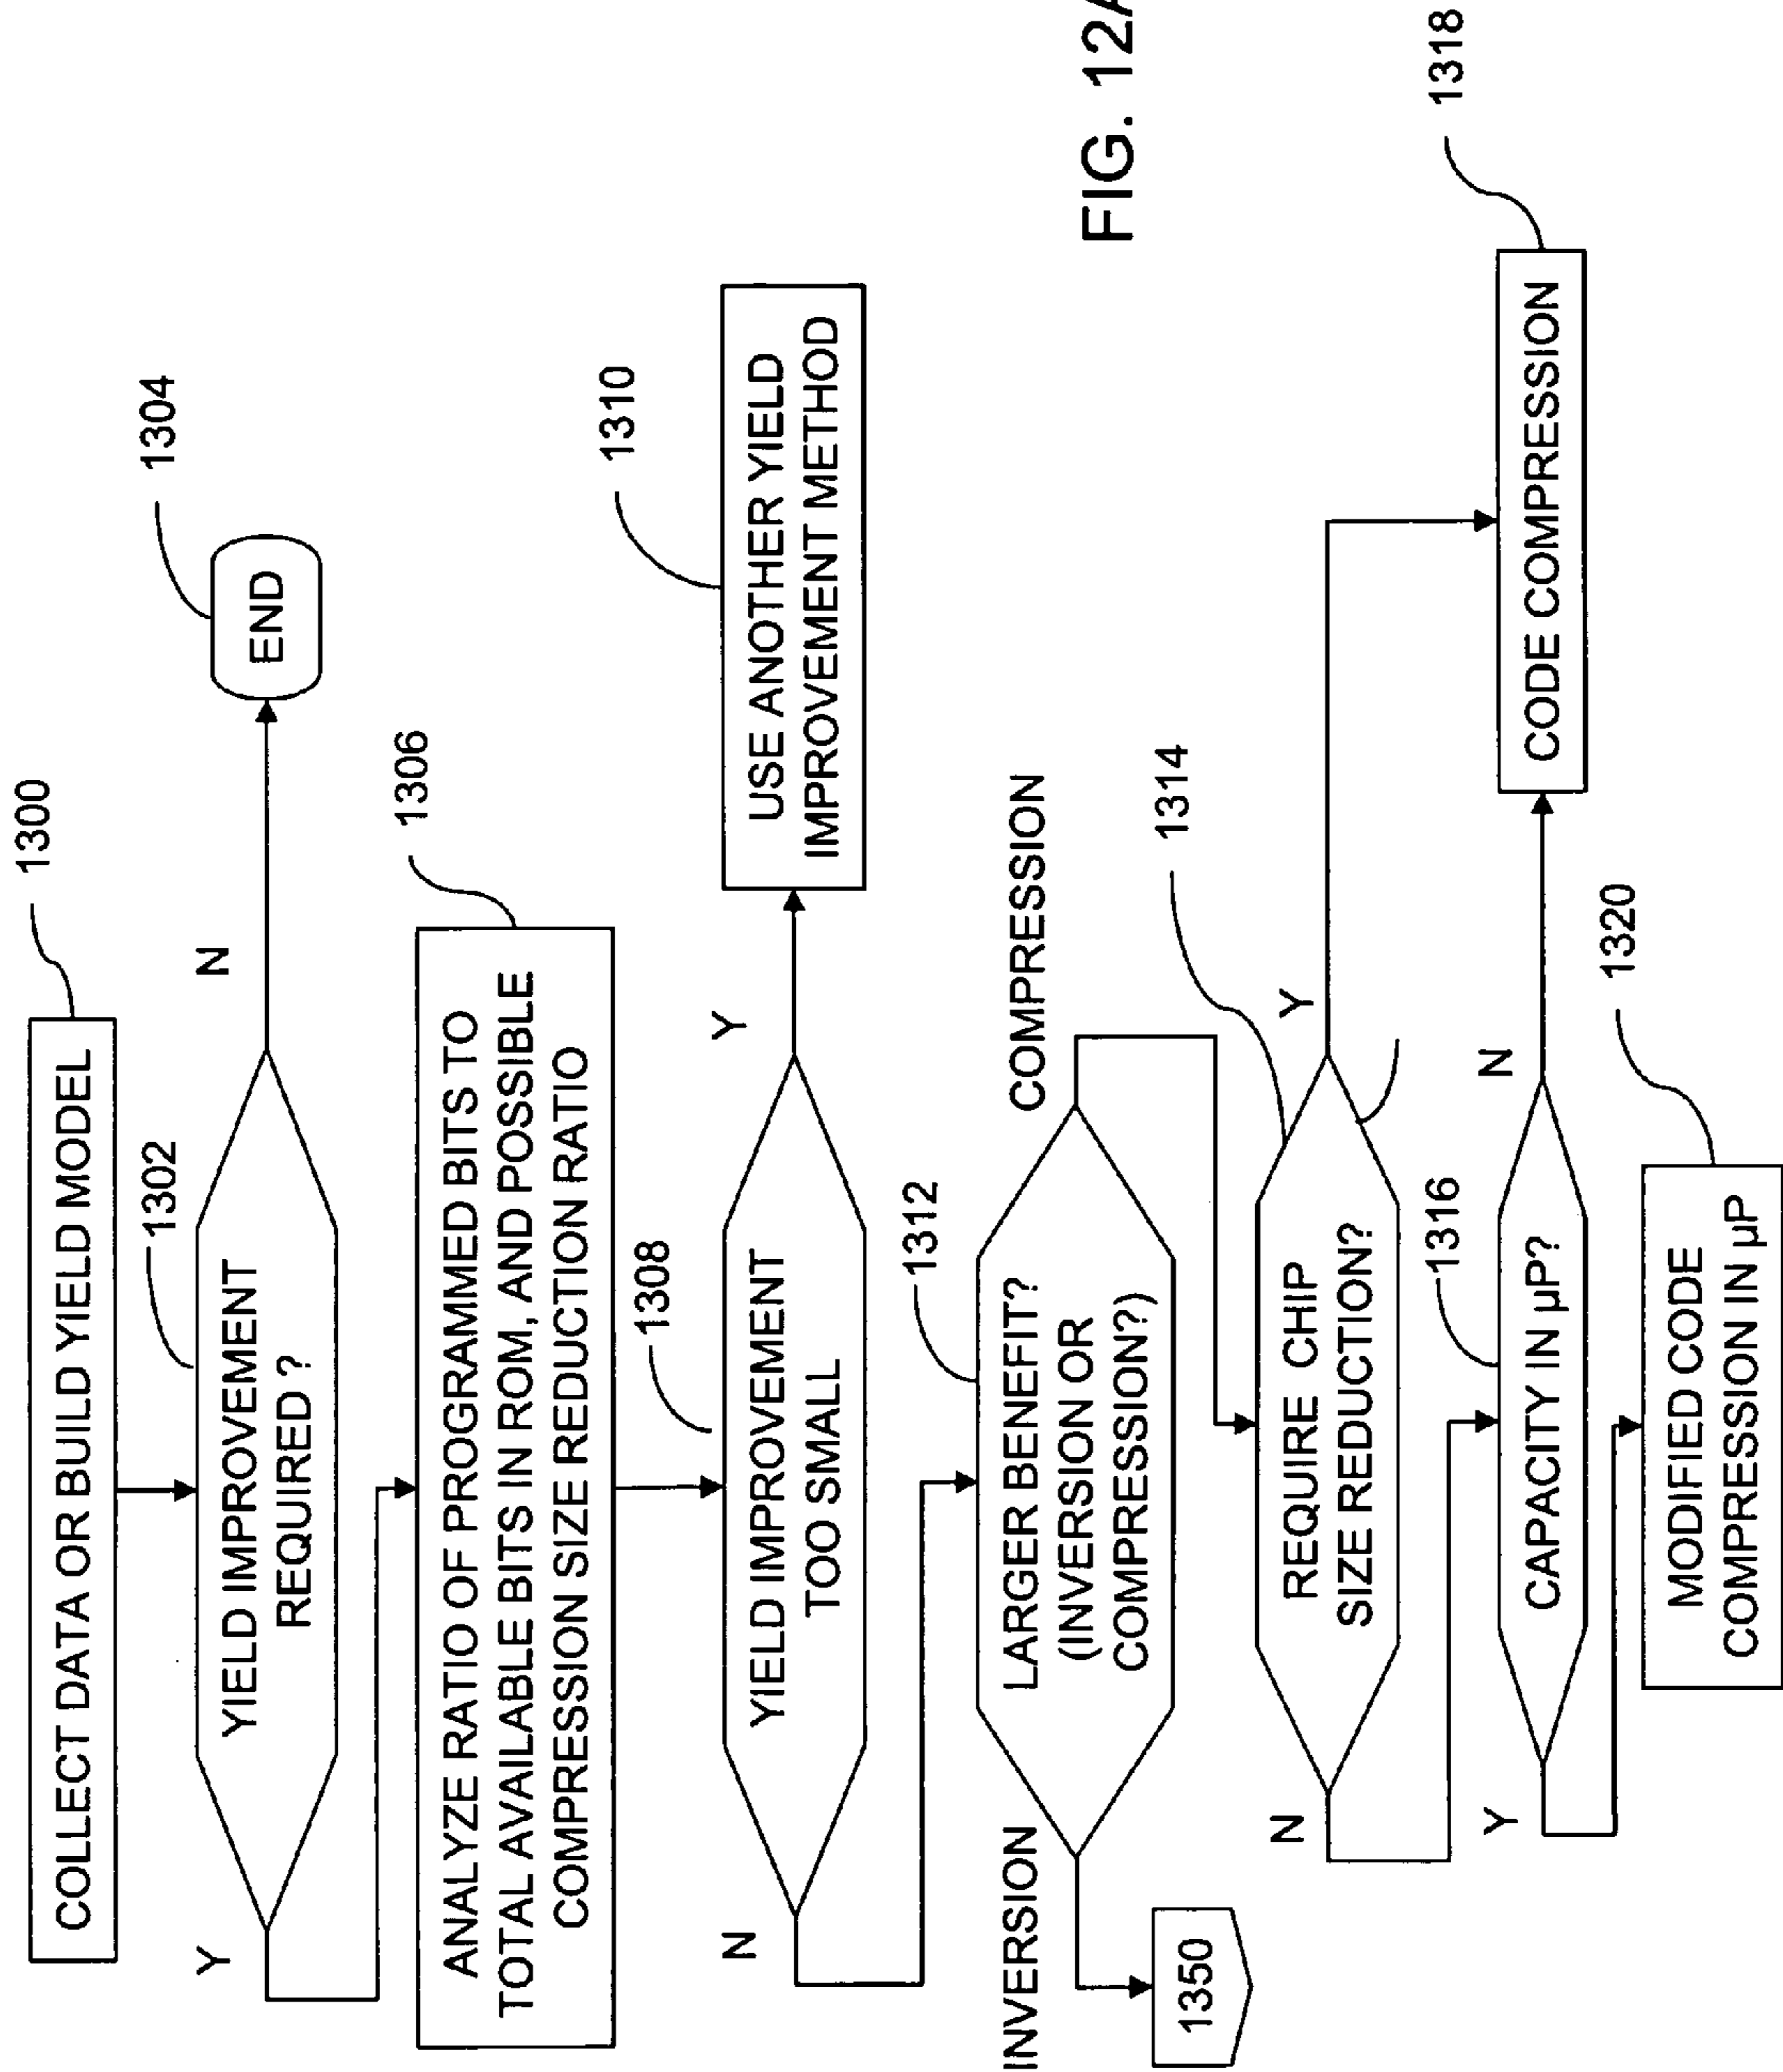 1300
COLLECT DATA OR BUILD YIELD MODEL
1302
YIELD IMPROVEMENT
REQUIRED ?
Y
N
1304
END
1306
ANALYZE RATIO OF PROGRAMMED BITS TO
TOTAL AVAILABLE BITS IN ROM, AND POSSIBLE
COMPRESSION SIZE REDUCTION RATIO
1308
YIELD IMPROVEMENT
TOO SMALL
N
Y
1310
USE ANOTHER YIELD
IMPROVEMENT METHOD
1312
LARGER BENEFIT?
(INVERSION OR
COMPRESSION?)
INVERSION
COMPRESSION
1350
1314
REQUIRE CHIP
SIZE REDUCTION?
N
Y
1316
CAPACITY IN µP?
Y
N
1318
CODE COMPRESSION
1320
MODIFIED CODE
COMPRESSION IN µP
FIG. 12A